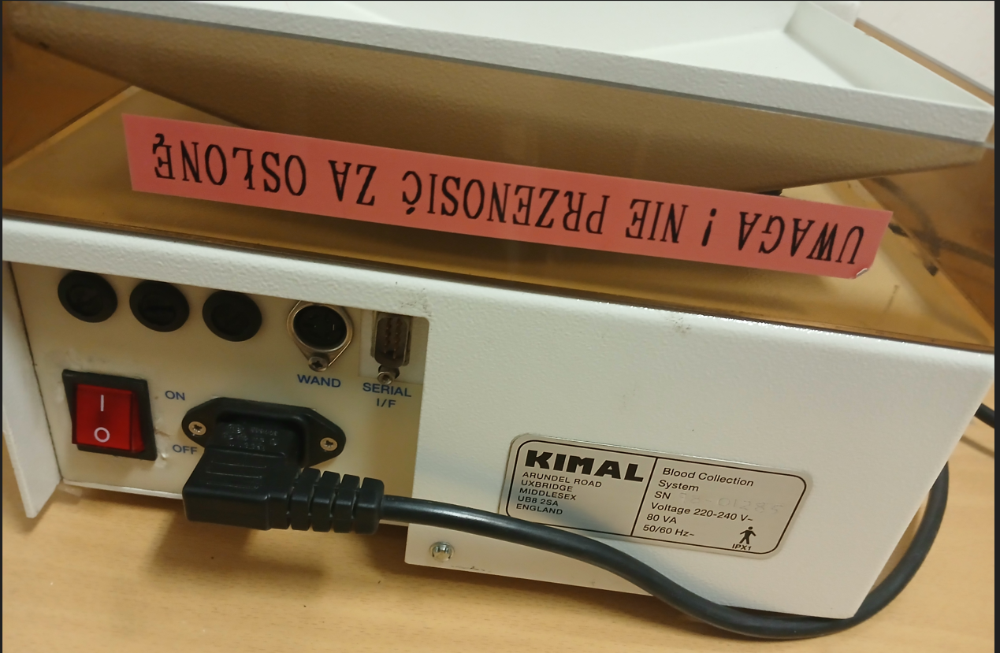 UWAGA ! NIE PRZENOSIĆ ZA OSŁONĘ
WAND
SERIAL
I/F
ON
OFF
I
O
KIMAL
ARUNDEL ROAD
UXBRIDGE
MIDDLESEX
UB8 2SA
ENGLAND
Blood Collection
System
SN
Voltage 220-240 V~
80 VA
50/60 Hz~
IPX1